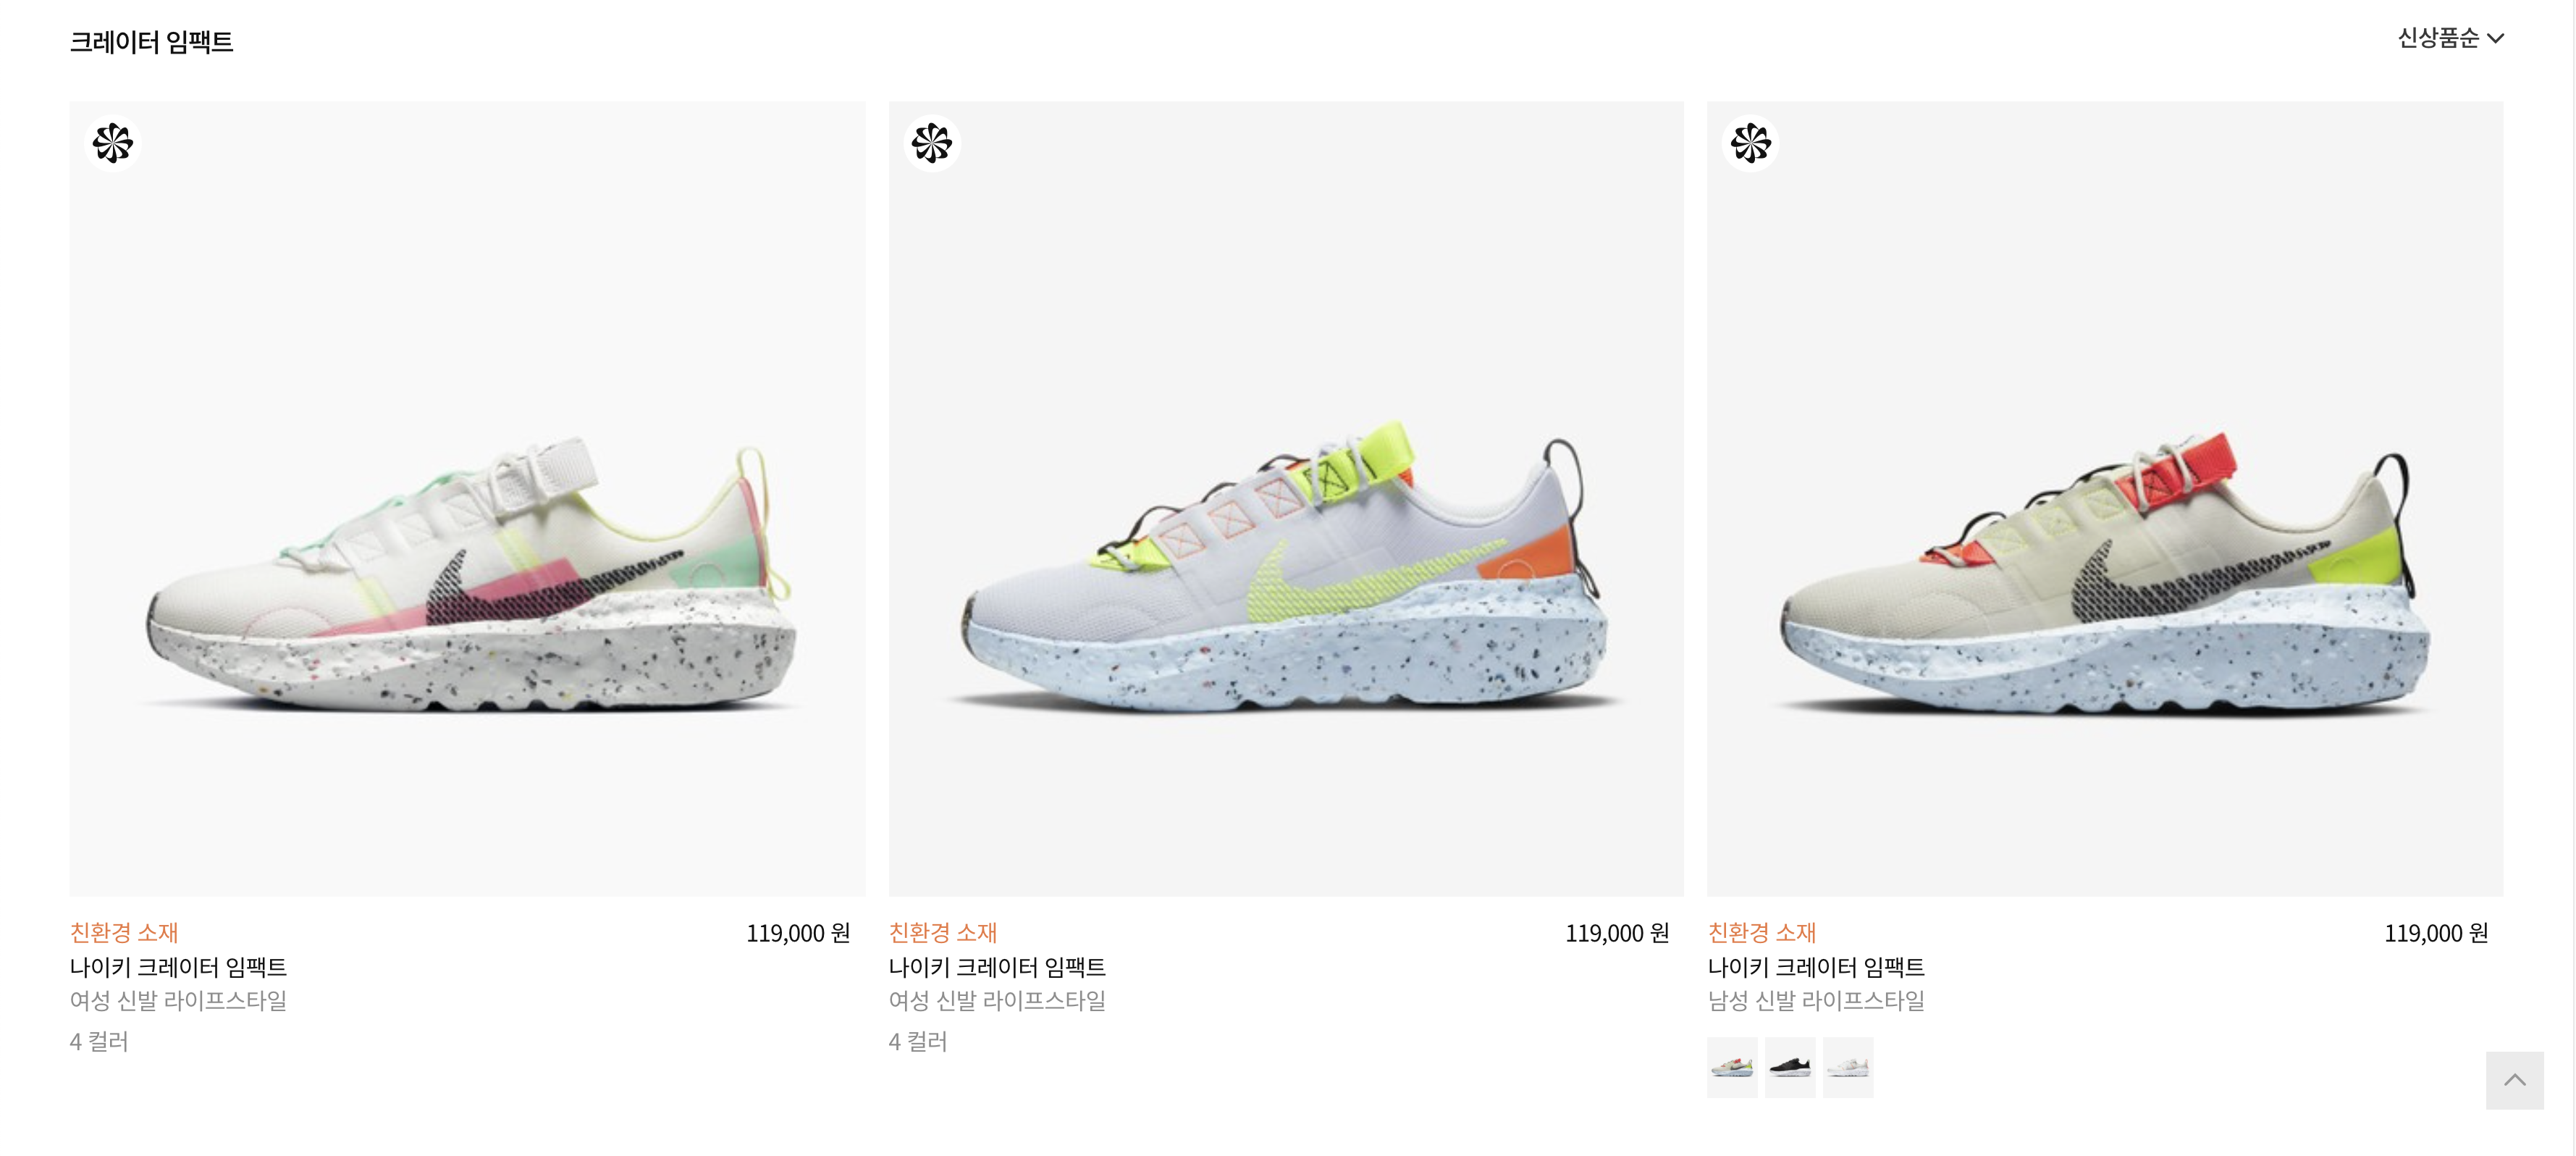 크레이터 임팩트
신상품순
친환경 소재
119,000 원
나이키 크레이터 임팩트
여성 신발 라이프스타일
4 컬러
친환경 소재
119,000 원
나이키 크레이터 임팩트
여성 신발 라이프스타일
4 컬러
친환경 소재
119,000 원
나이키 크레이터 임팩트
남성 신발 라이프스타일